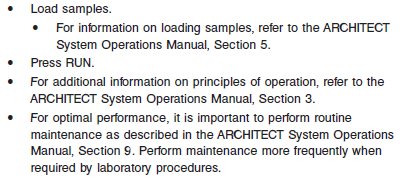 • Load samples.
• For information on loading samples, refer to the ARCHITECT
System Operations Manual, Section 5.
• Press RUN.
• For additional information on principles of operation, refer to the
ARCHITECT System Operations Manual, Section 3.
• For optimal performance, it is important to perform routine
maintenance as described in the ARCHITECT System Operations
Manual, Section 9. Perform maintenance more frequently when
required by laboratory procedures.